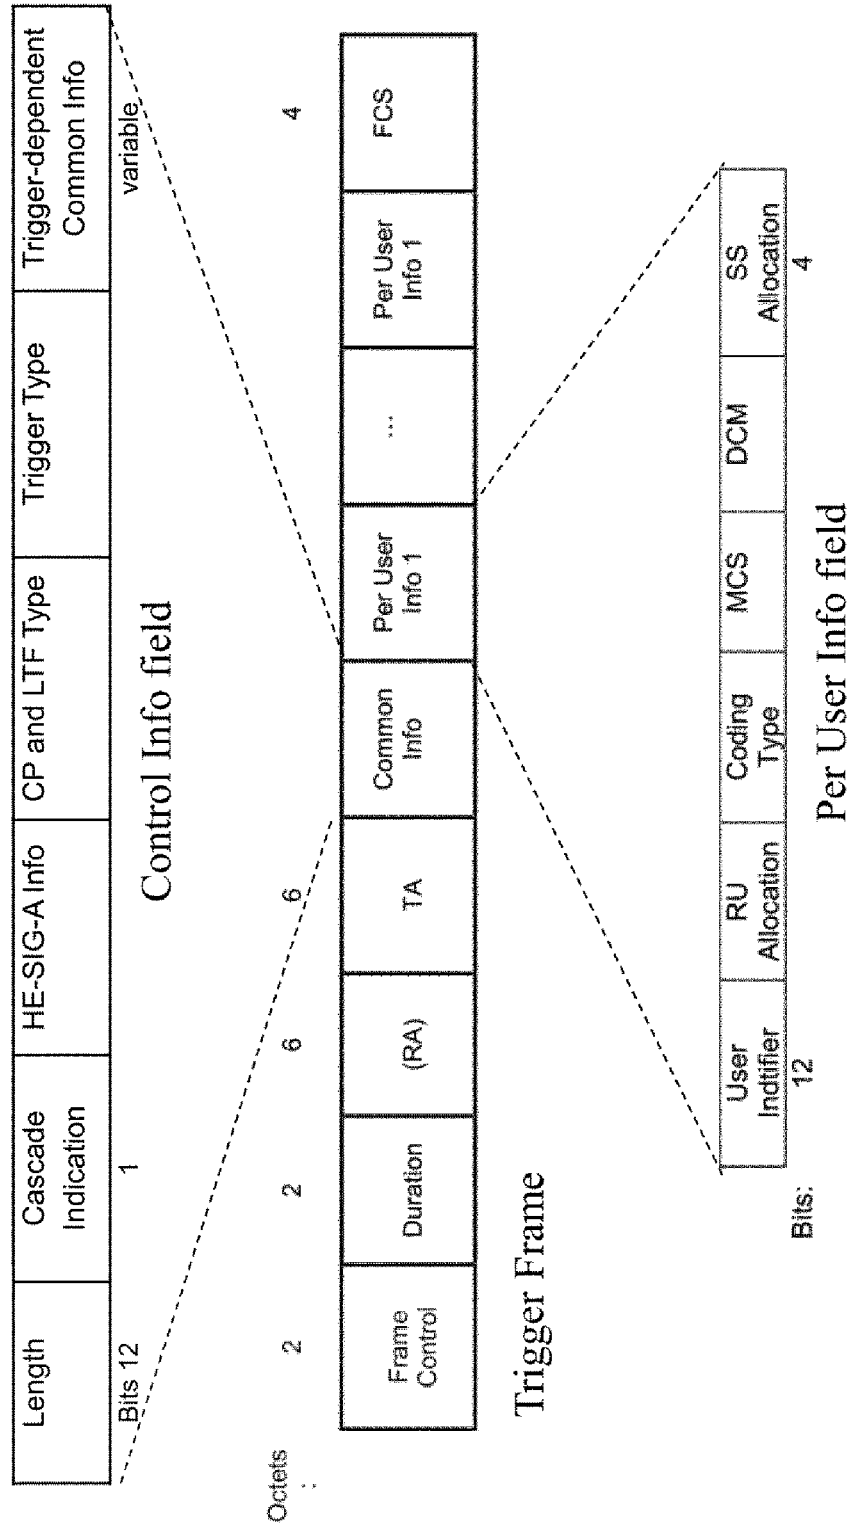 Length
Cascade
Indication
HE-SIG-A Info
CP and LTF Type
Trigger Type
Trigger-dependent
Common Info
Bits 12
1
variable
Control Info field
Octets
:
2
2
6
6
4
Frame
Control
Duration
(RA)
TA
Common
Info
Per User
Info 1
...
Per User
Info 1
FCS
Trigger Frame
User
Indtifier
RU
Allocation
Coding
Type
MCS
DCM
SS
Allocation
Bits:
12
4
Per User Info field